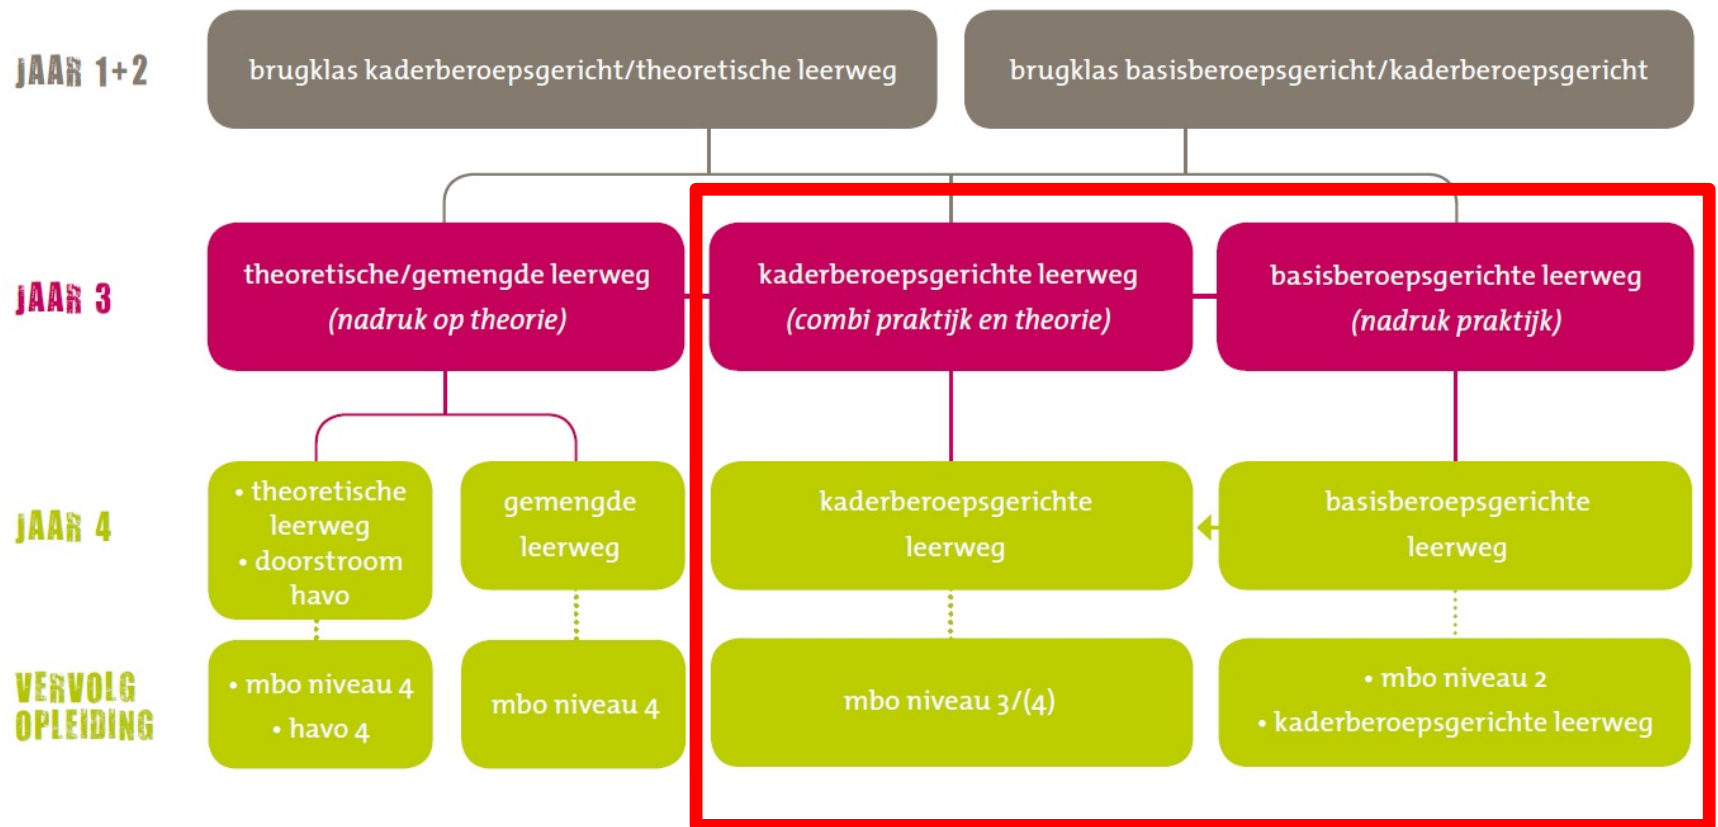 JAAR 1+2
brugklas kaderberoepsgericht/theoretische leerweg
brugklas basisberoepsgericht/kaderberoepsgericht
JAAR 3
theoretische/gemengde leerweg
(nadruk op theorie)
kaderberoepsgerichte leerweg
(combi praktijk en theorie)
basisberoepsgerichte leerweg
(nadruk praktijk)
JAAR 4
• theoretische
leerweg
• doorstroom
havo
gemengde
leerweg
kaderberoepsgerichte
leerweg
basisberoepsgerichte
leerweg
VERVOLG
OPLEIDING
• mbo niveau 4
• havo 4
mbo niveau 4
mbo niveau 3/(4)
• mbo niveau 2
• kaderberoepsgerichte leerweg